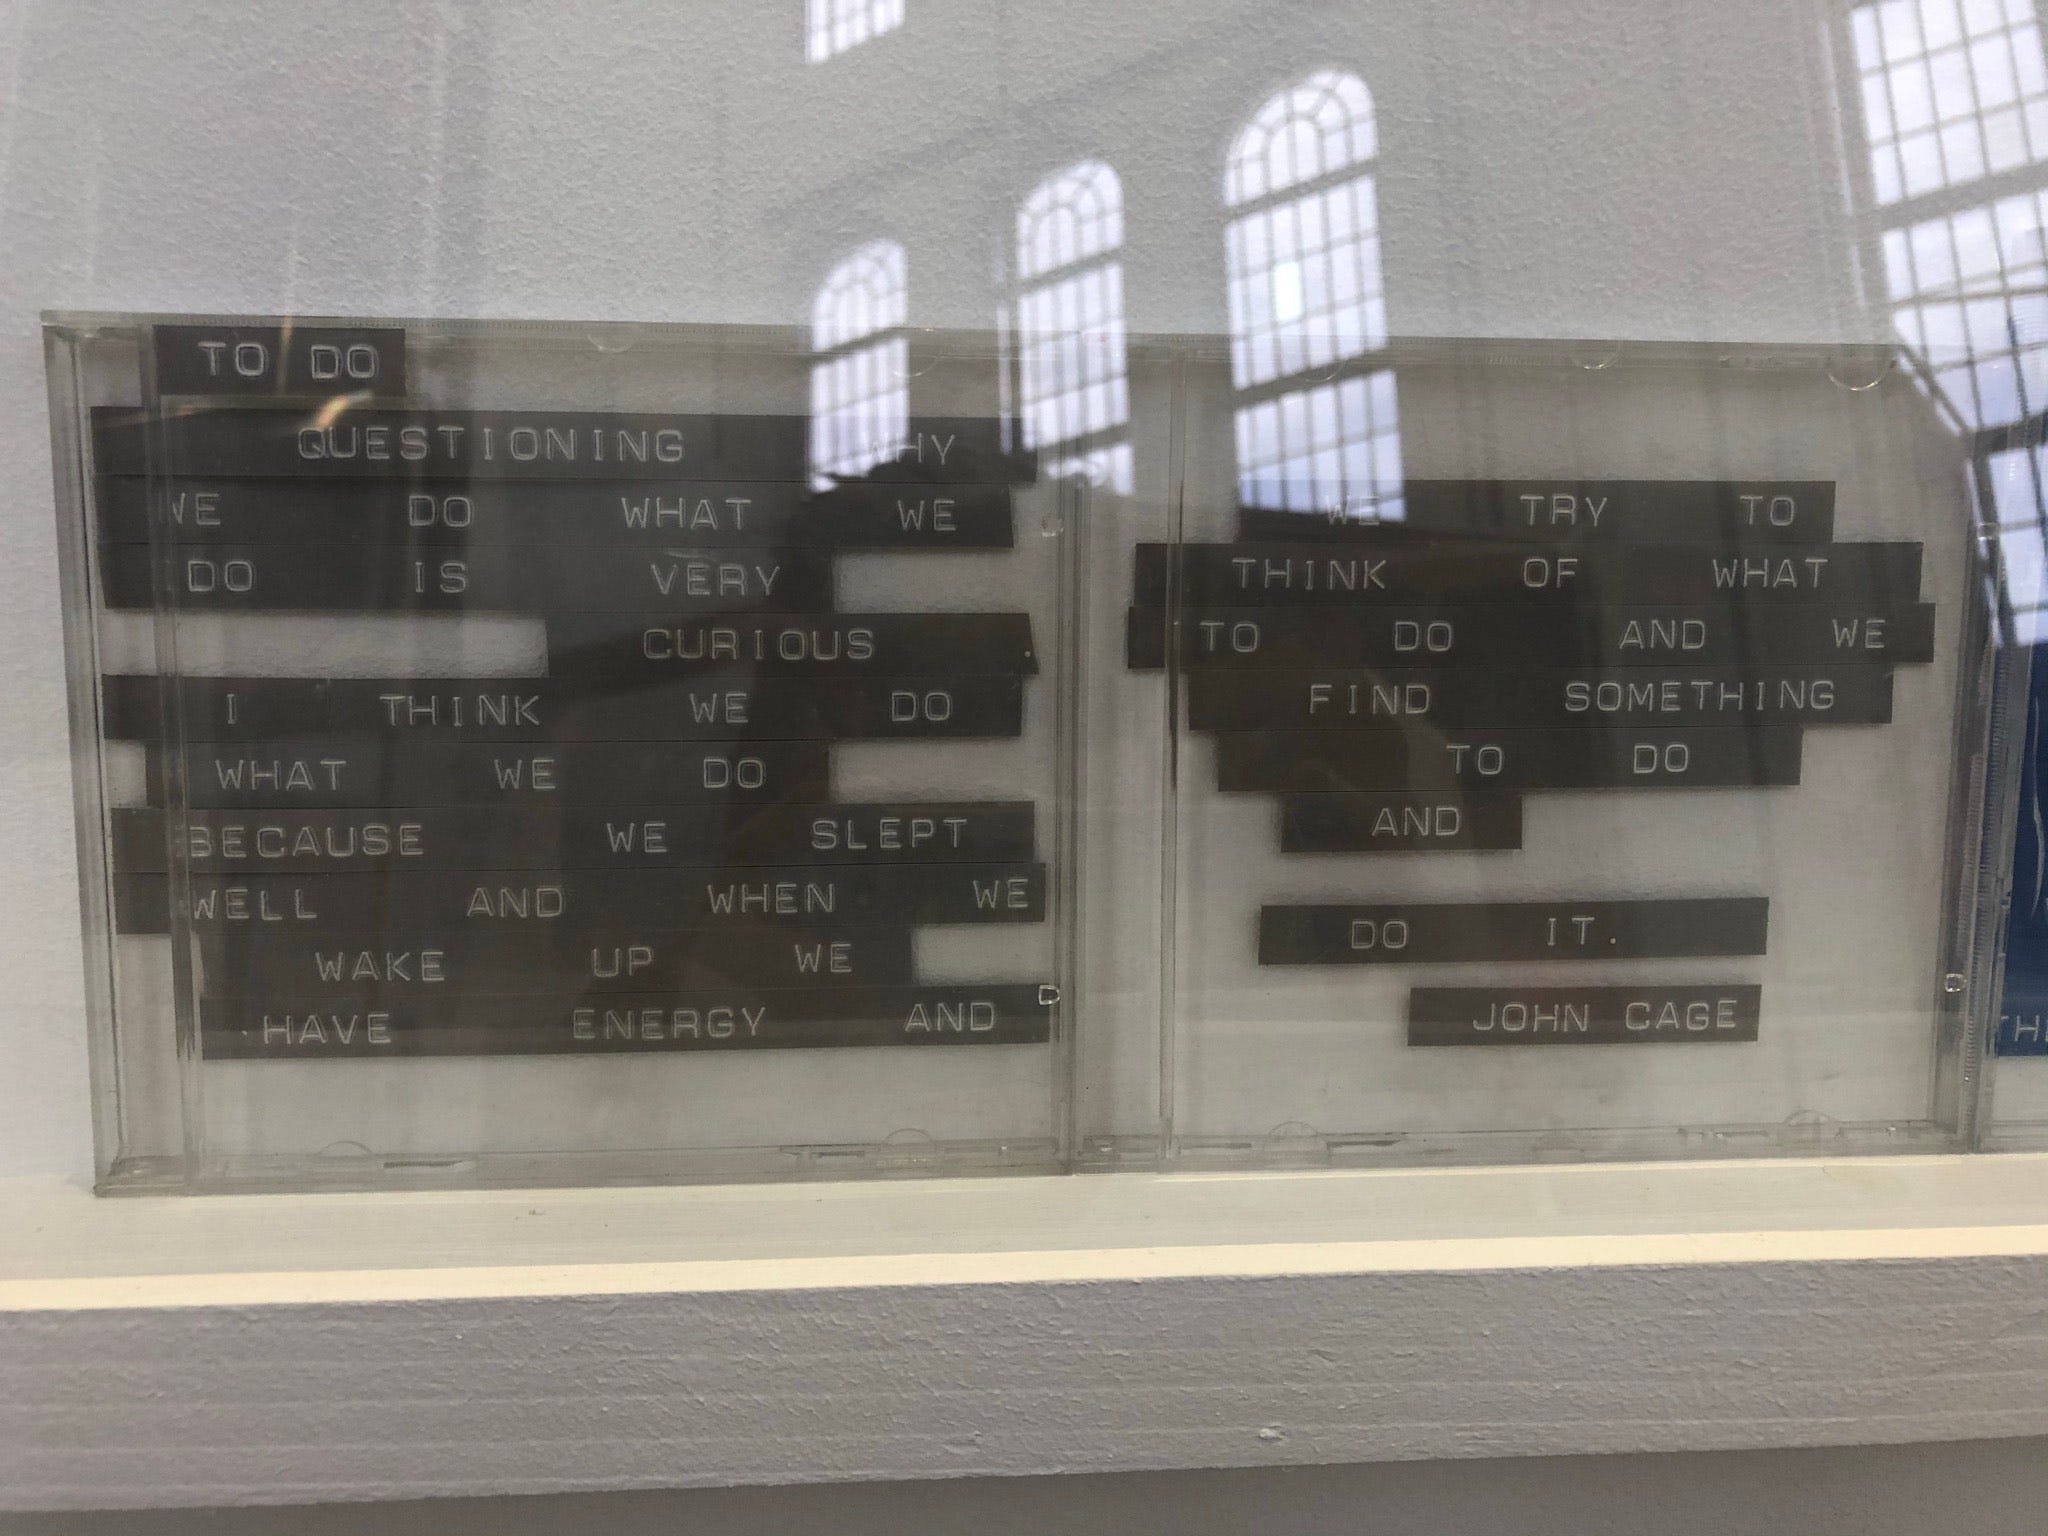 TO DO
QUESTIONING WHY
WE DO WHAT WE
DO IS VERY
CURIOUS .
I THINK WE DO
WHAT WE DO
BECAUSE WE SLEPT
WELL AND WHEN WE
WAKE UP WE
HAVE ENERGY AND
WE TRY TO
THINK OF WHAT
TO DO AND WE
FIND SOMETHING
TO DO
AND
DO IT.
JOHN CAGE